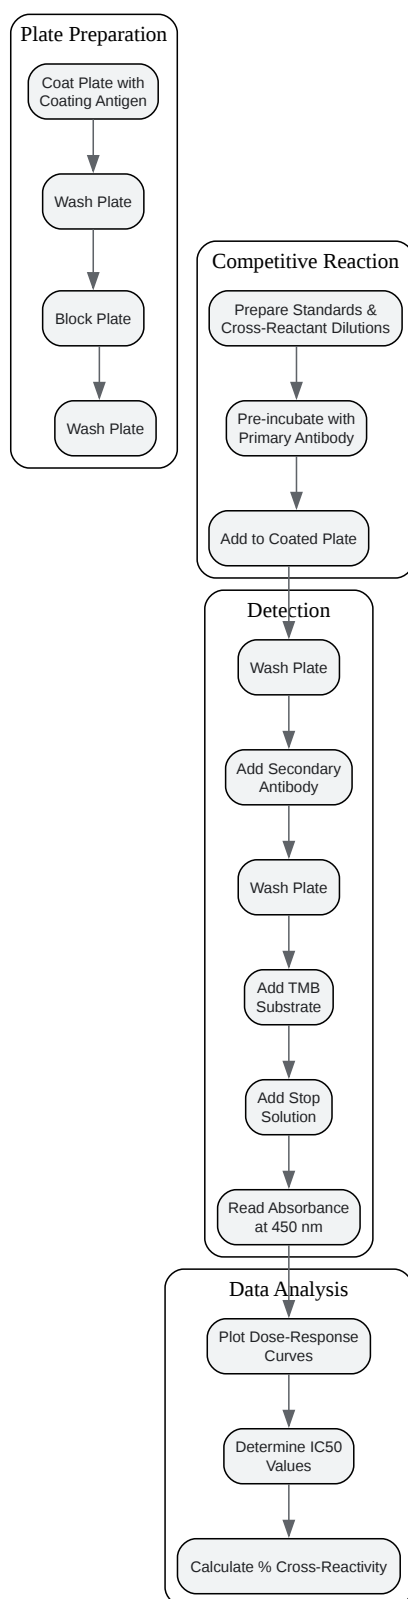 Plate Preparation
Coat Plate with
Coating Antigen
Wash Plate
Block Plate
Wash Plate
Competitive Reaction
Prepare Standards &
Cross-Reactant Dilutions
Pre-incubate with
Primary Antibody
Add to Coated Plate
Detection
Wash Plate
Add Secondary
Antibody
Wash Plate
Add TMB
Substrate
Add Stop
Solution
Read Absorbance
at 450 nm
Data Analysis
Plot Dose-Response
Curves
Determine IC50
Values
Calculate % Cross-Reactivity